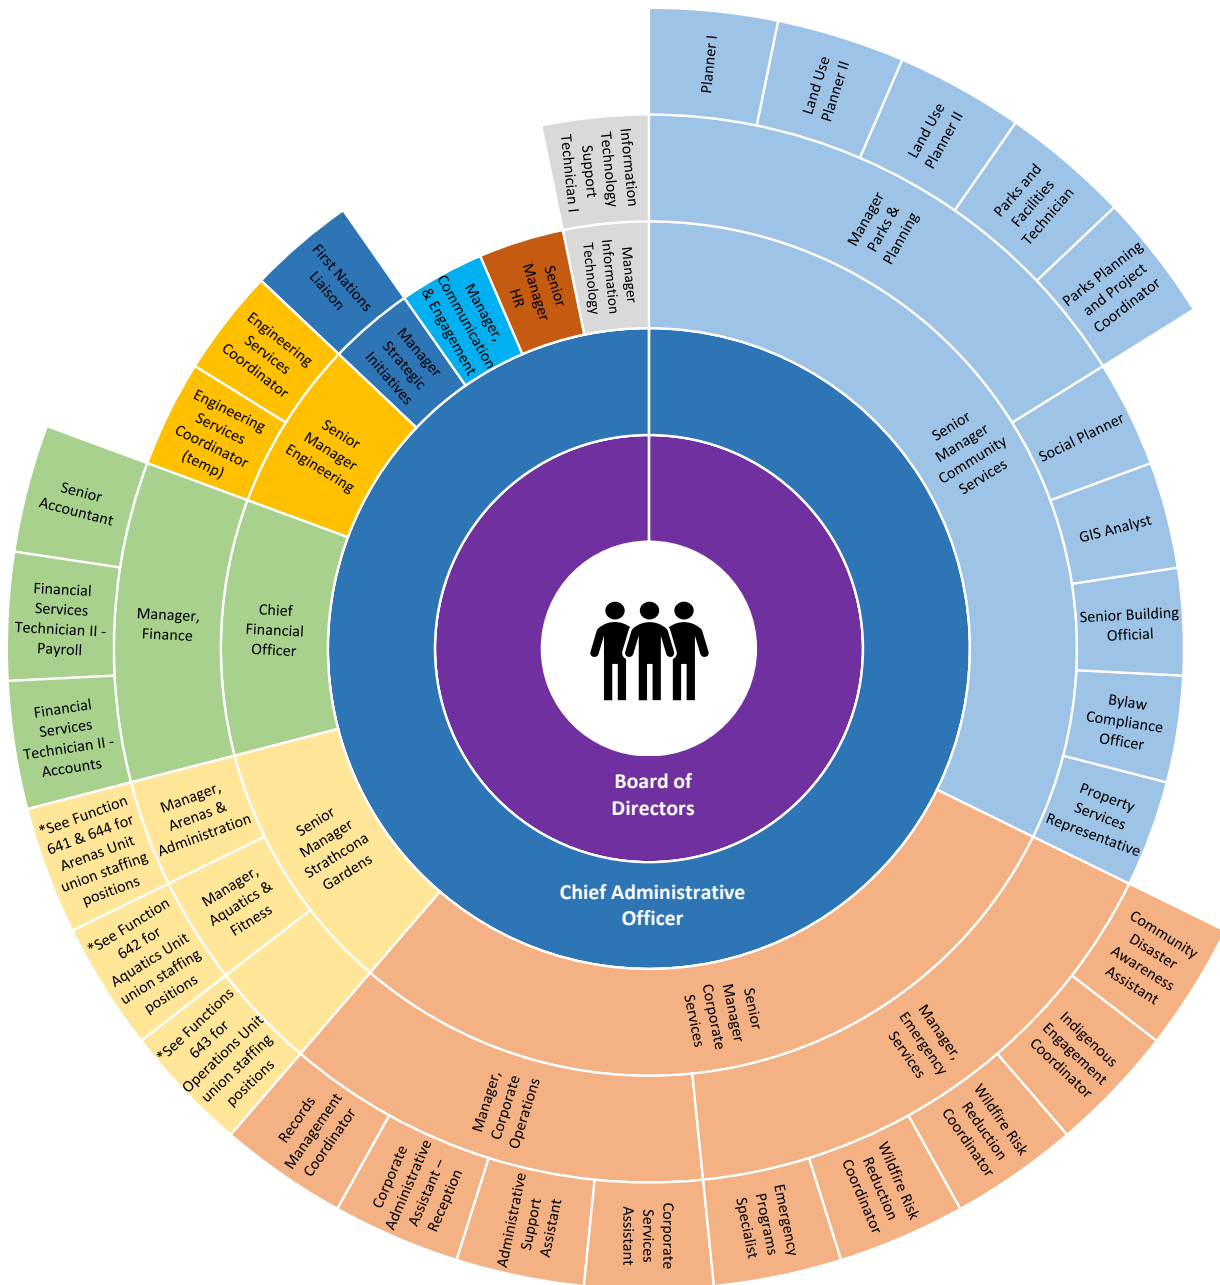 Board of
Directors
Chief Administrative
Officer
Senior
Manager
Community
Services
Manager
Parks &
Planning
Planner I
Land Use
Planner II
Land Use
Planner II
Parks and
Facilities
Technician
Parks Planning
and Project
Coordinator
Social Planner
GIS Analyst
Senior Building
Official
Bylaw
Compliance
Officer
Property
Services
Representative
Senior
Manager
Corporate
Services
Manager,
Emergency
Services
Community
Disaster
Awareness
Assistant
Indigenous
Engagement
Coordinator
Wildfire Risk
Reduction
Coordinator
Wildfire Risk
Reduction
Coordinator
Emergency
Programs
Specialist
Manager,
Corporate
Operations
Corporate
Services
Assistant
Administrative
Support
Assistant
Corporate
Administrative
Assistant –
Reception
Records
Management
Coordinator
Senior
Manager
Strathcona
Gardens
*See Functions
643 for
Operations Unit
union staffing
positions
Manager,
Aquatics &
Fitness
*See Function
642 for
Aquatics Unit
union staffing
positions
Manager,
Arenas &
Administration
*See Function
641 & 644 for
Arenas Unit
union staffing
positions
Chief
Financial
Officer
Manager,
Finance
Financial
Services
Technician II -
Accounts
Financial
Services
Technician II -
Payroll
Senior
Accountant
Senior
Manager
Engineering
Engineering
Services
Coordinator
(temp)
Engineering
Services
Coordinator
Manager
Strategic
Initiatives
First Nations
Liaison
Manager,
Communication
& Engagement
Senior
Manager
HR
Manager
Information
Technology
Information
Technology
Support
Technician I